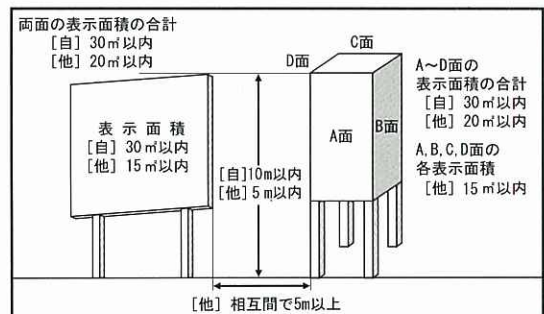 両面の表示面積の合計
[自] 30㎡以内
[他] 20㎡以内
表示面積
[自] 30㎡以内
[他] 15㎡以内
[自]10m以内
[他] 5m以内
C面
D面
A面
B面
A～D面の
表示面積の合計
[自] 30㎡以内
[他] 20㎡以内
A,B,C,D面の
各表示面積
[他] 15㎡以内
[他] 相互間で5m以上